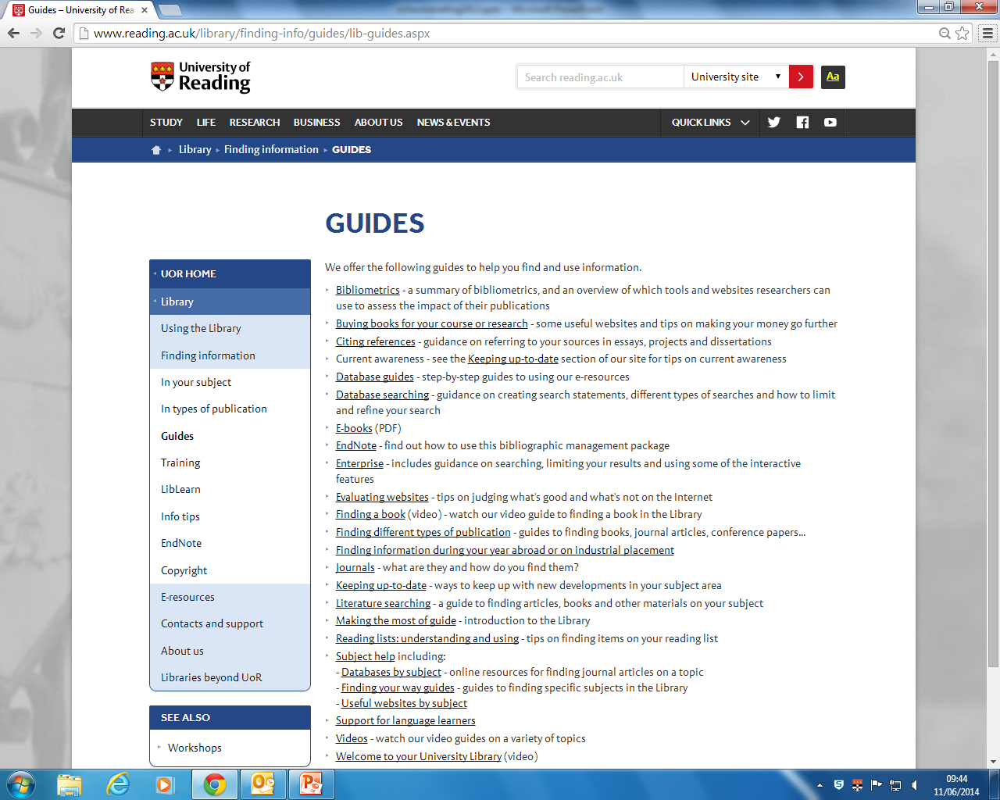 Guides – University of Rea
www.reading.ac.uk/library/finding-info/guides/lib-guides.aspx
University of
Reading
Search reading.ac.uk
University site
Aa
STUDY LIFE RESEARCH BUSINESS ABOUT US NEWS & EVENTS QUICK LINKS
Library Finding information GUIDES
GUIDES
UOR HOME
Library
Using the Library
Finding information
In your subject
In types of publication
Guides
Training
LibLearn
Info tips
EndNote
Copyright
E-resources
Contacts and support
About us
Libraries beyond UoR
SEE ALSO
Workshops
We offer the following guides to help you find and use information.
Bibliometrics - a summary of bibliometrics, and an overview of which tools and websites researchers can
use to assess the impact of their publications
Buying books for your course or research - some useful websites and tips on making your money go further
Citing references - guidance on referring to your sources in essays, projects and dissertations
Current awareness - see the Keeping up-to-date section of our site for tips on current awareness
Database guides - step-by-step guides to using our e-resources
Database searching - guidance on creating search statements, different types of searches and how to limit
and refine your search
E-books (PDF)
EndNote - find out how to use this bibliographic management package
Enterprise - includes guidance on searching, limiting your results and using some of the interactive
features
Evaluating websites - tips on judging what's good and what's not on the Internet
Finding a book (video) - watch our video guide to finding a book in the Library
Finding different types of publication - guides to finding books, journal articles, conference papers...
Finding information during your year abroad or on industrial placement
Journals - what are they and how do you find them?
Keeping up-to-date - ways to keep up with new developments in your subject area
Literature searching - a guide to finding articles, books and other materials on your subject
Making the most of guide - introduction to the Library
Reading lists: understanding and using - tips on finding items on your reading list
Subject help including:
- Databases by subject - online resources for finding journal articles on a topic
- Finding your way guides - guides to finding specific subjects in the Library
- Useful websites by subject
Support for language learners
Videos - watch our video guides on a variety of topics
Welcome to your University Library (video)
09:44
11/06/2014